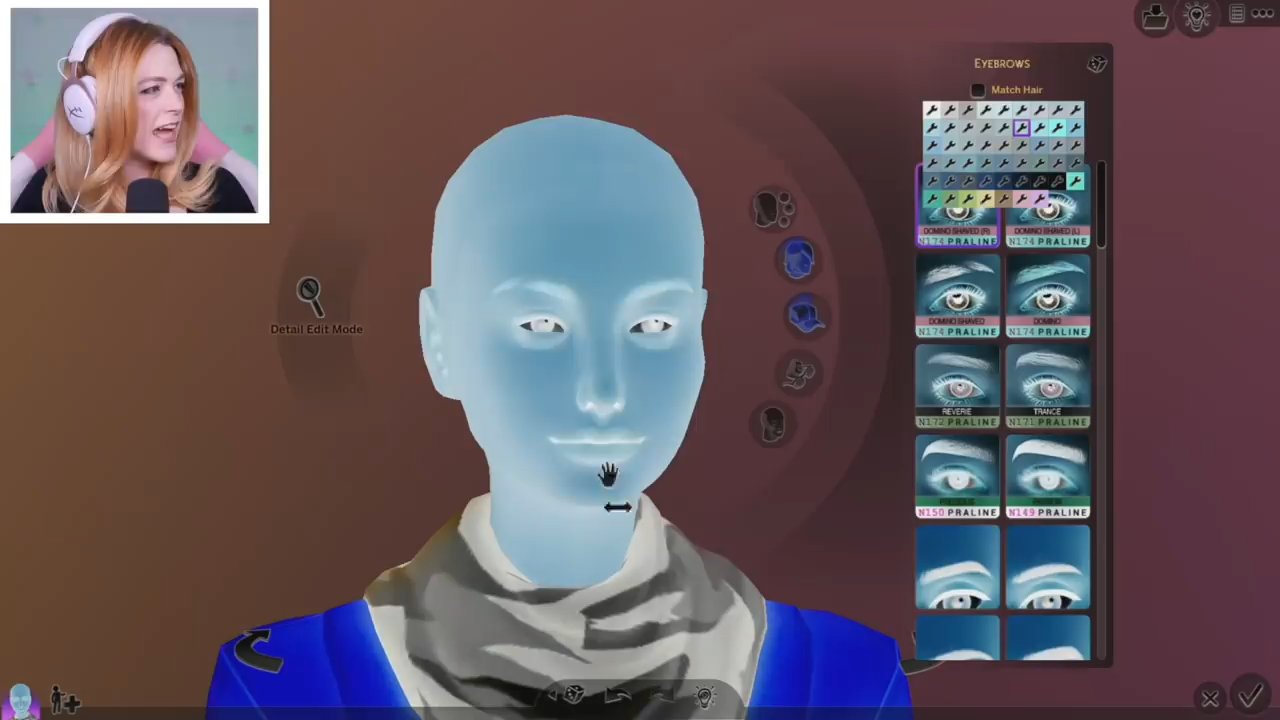 EYEBROWS
Match Hair
DOMINO SHAVED (R) DOMINO SHAVED (L)
N174 PRALINE N174 PRALINE
Detail Edit Mode
DOMINO SHAVED DOMINO
N174 PRALINE N174 PRALINE
REVERIE TRANCE
N172 PRALINE N171 PRALINE
N150 PRALINE N149 PRALINE